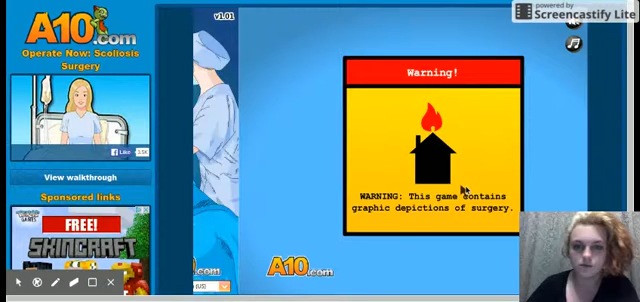 A10.com
Operate Now: Scoliosis
Surgery
Like
View walkthrough
Sponsored links
FREE!
SKINCRAFT
v1.01
powered by
Screencastify Lite
Warning!
WARNING: This game contains
graphic depictions of surgery.
A10.com